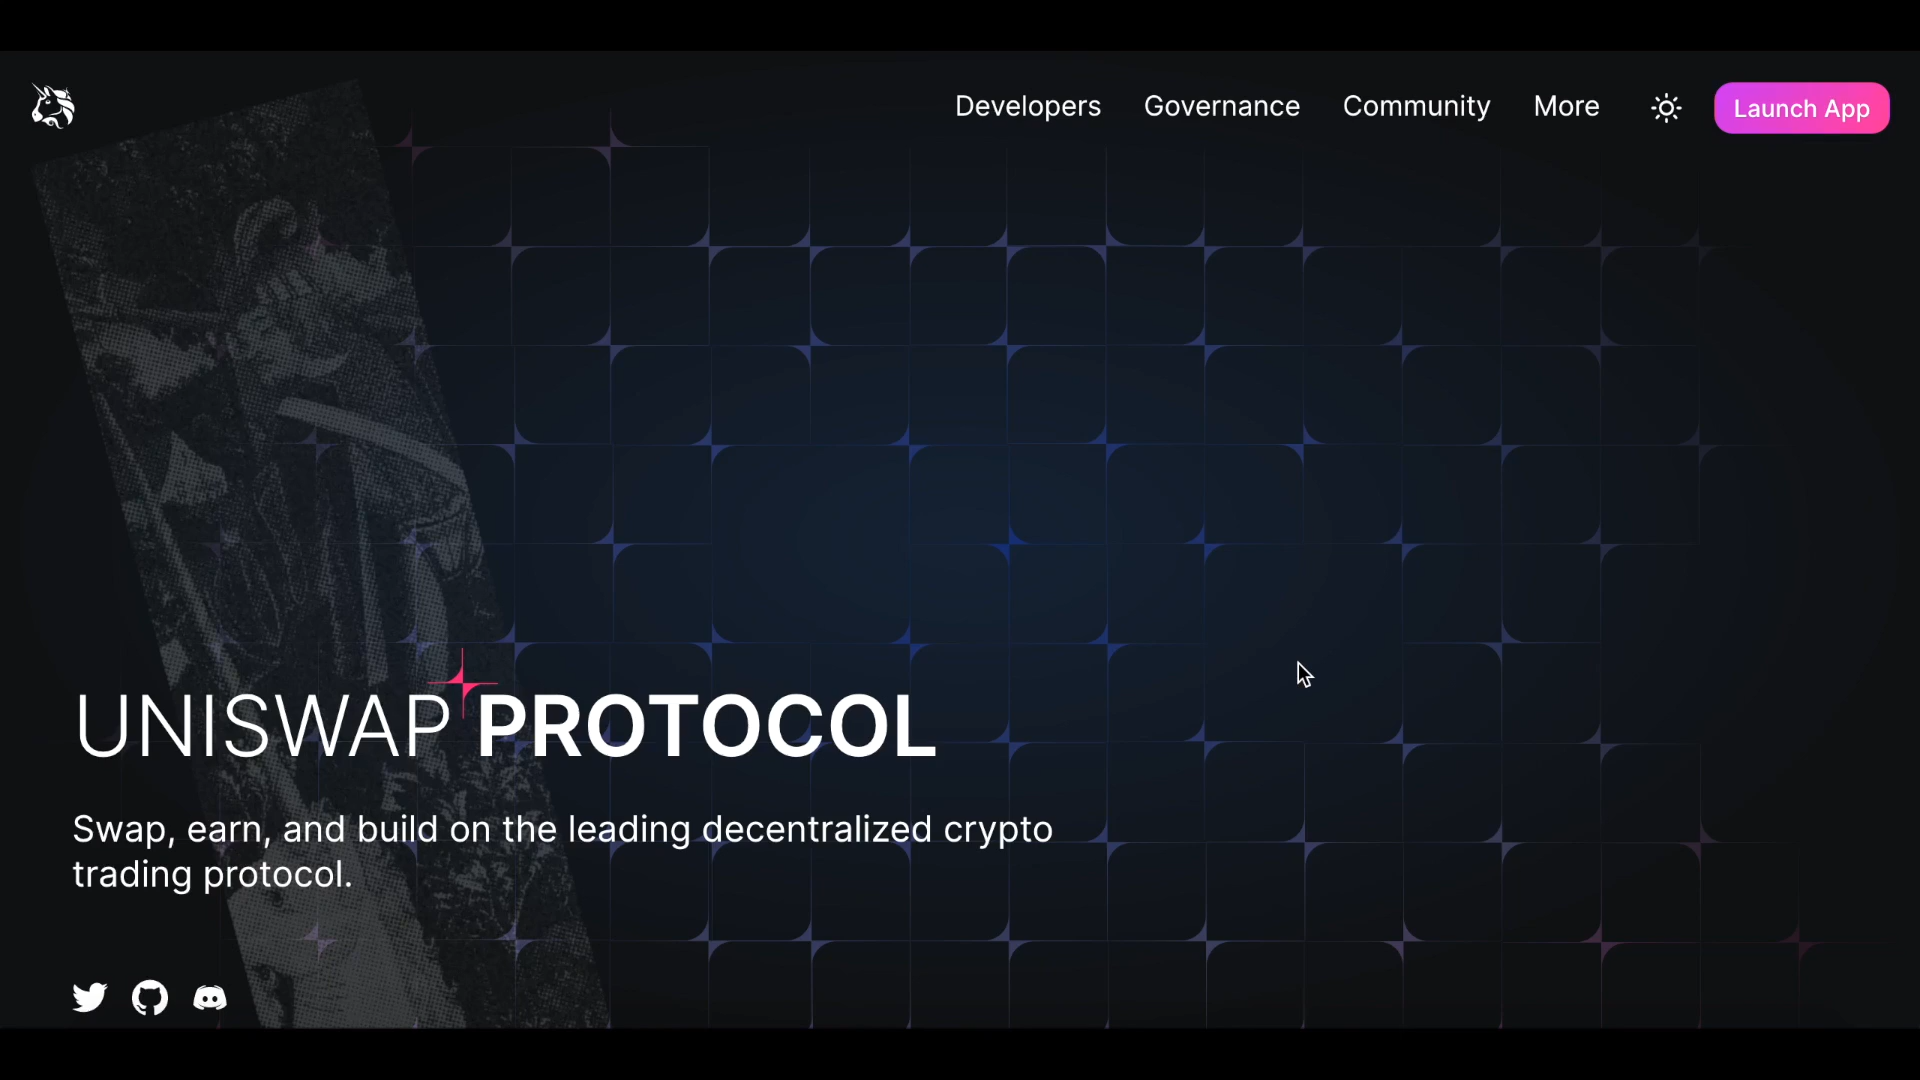 Developers Governance Community More Launch App
UNISWAP PROTOCOL
Swap, earn, and build on the leading decentralized crypto
trading protocol.